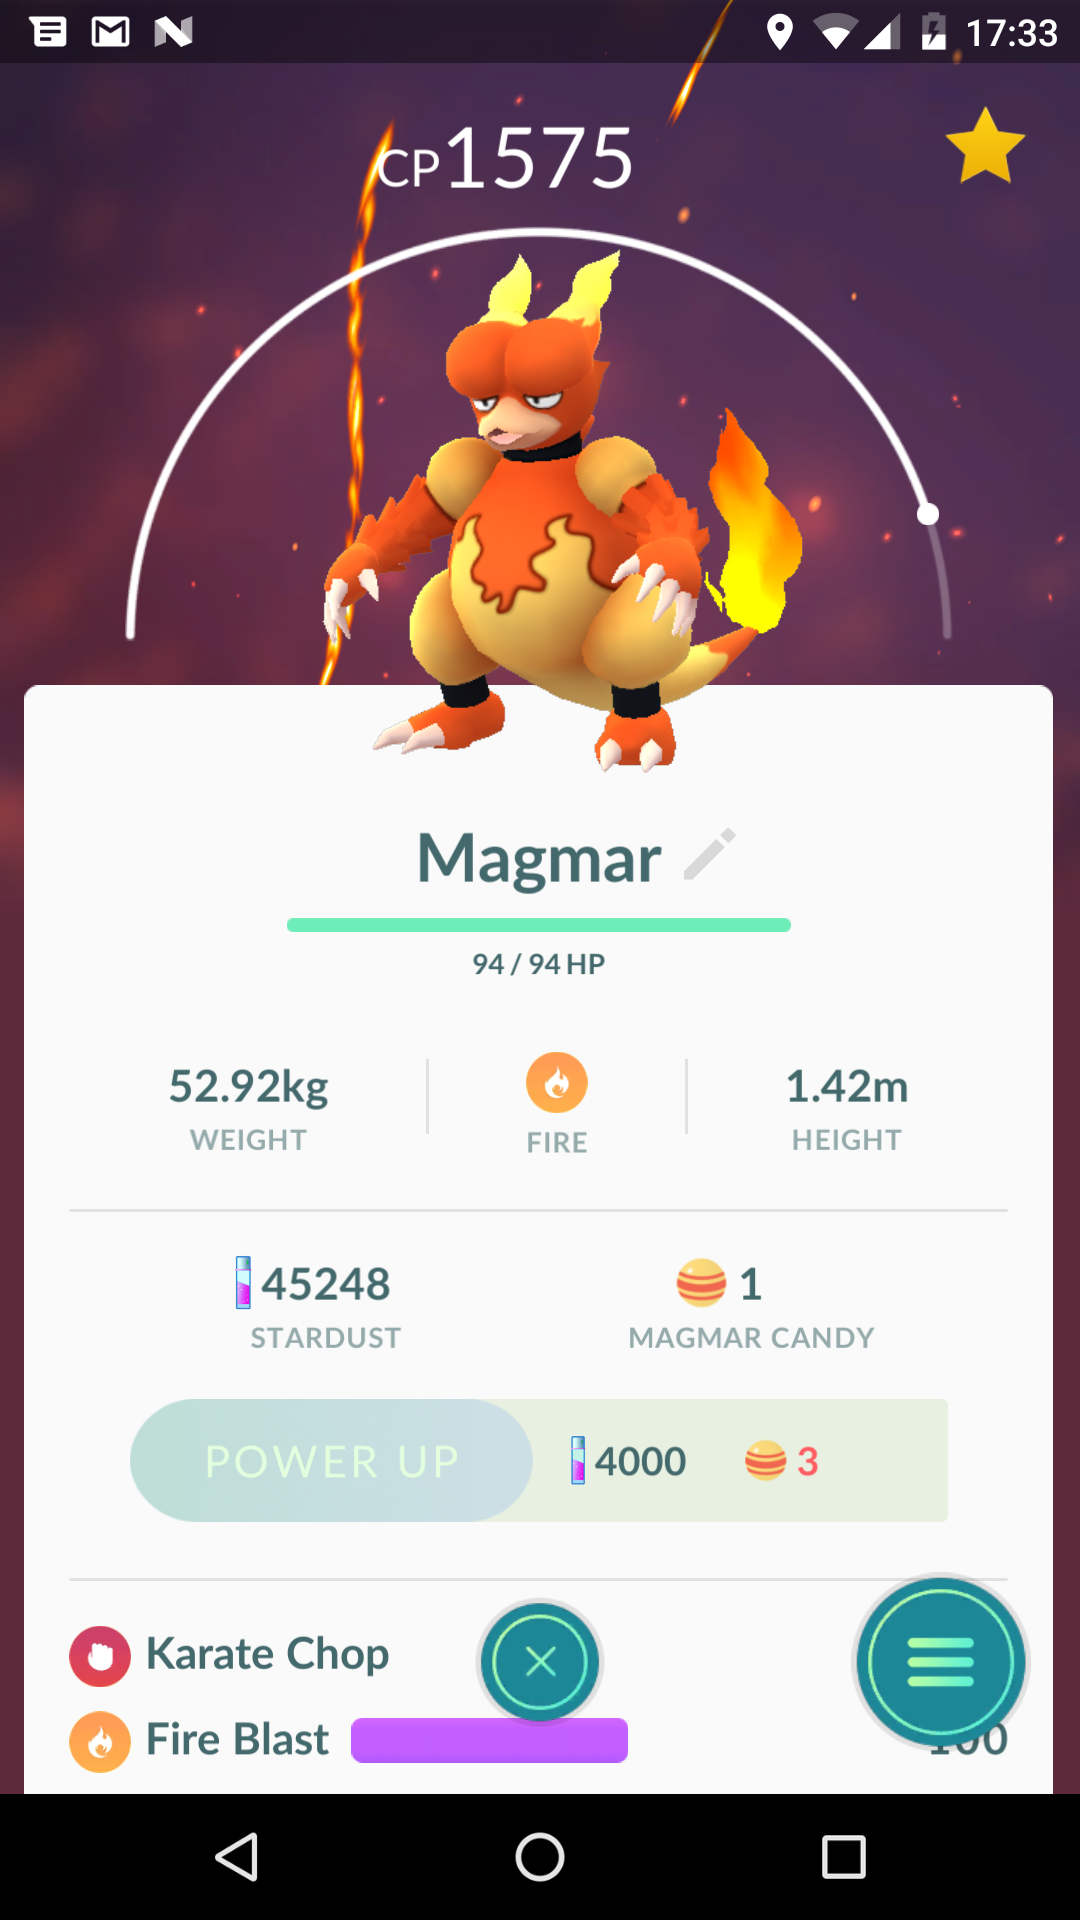 17:33
CP1575
Magmar
94 / 94 HP
52.92kg
WEIGHT
FIRE
1.42m
HEIGHT
45248
STARDUST
1
MAGMAR CANDY
POWER UP
4000
3
Karate Chop
Fire Blast
100